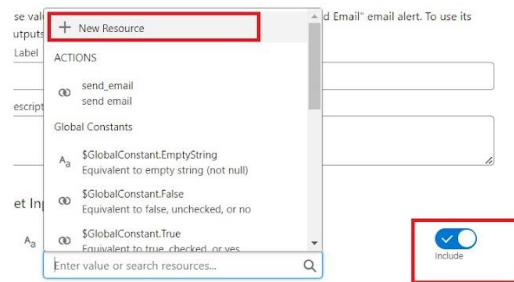 se val
d Email" email alert. To use its
utputs
+ New Resource
Label
ACTIONS
send_email
send email
escript
Global Constants
Aa $GlobalConstant.EmptyString
Equivalent to empty string (not null)
$GlobalConstant.False
Equivalent to false, unchecked, or no
et In
Aa
$GlobalConstant.True
Equivalent to true, checked, or yes
Include
Enter value or search resources...